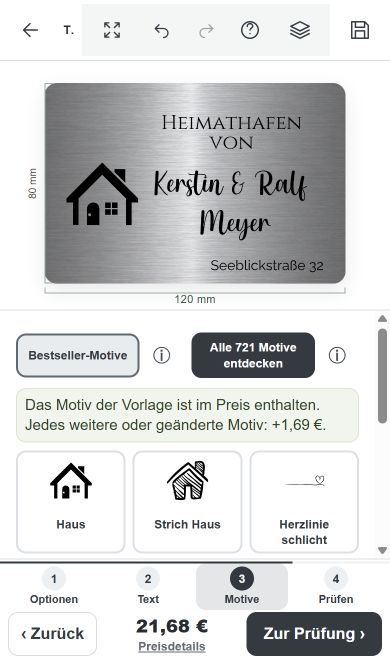 T.
HEIMATHAFEN
VON
Kerstin & Ralf
Meyer
Seeblickstraße 32
80 mm
120 mm
Bestseller-Motive
Alle 721 Motive
entdecken
Das Motiv der Vorlage ist im Preis enthalten.
Jedes weitere oder geänderte Motiv: +1,69 €.
Haus
Strich Haus
Herzlinie
schlicht
1
Optionen
2
Text
3
Motive
4
Prüfen
‹ Zurück
21,68 €
Preisdetails
Zur Prüfung ›